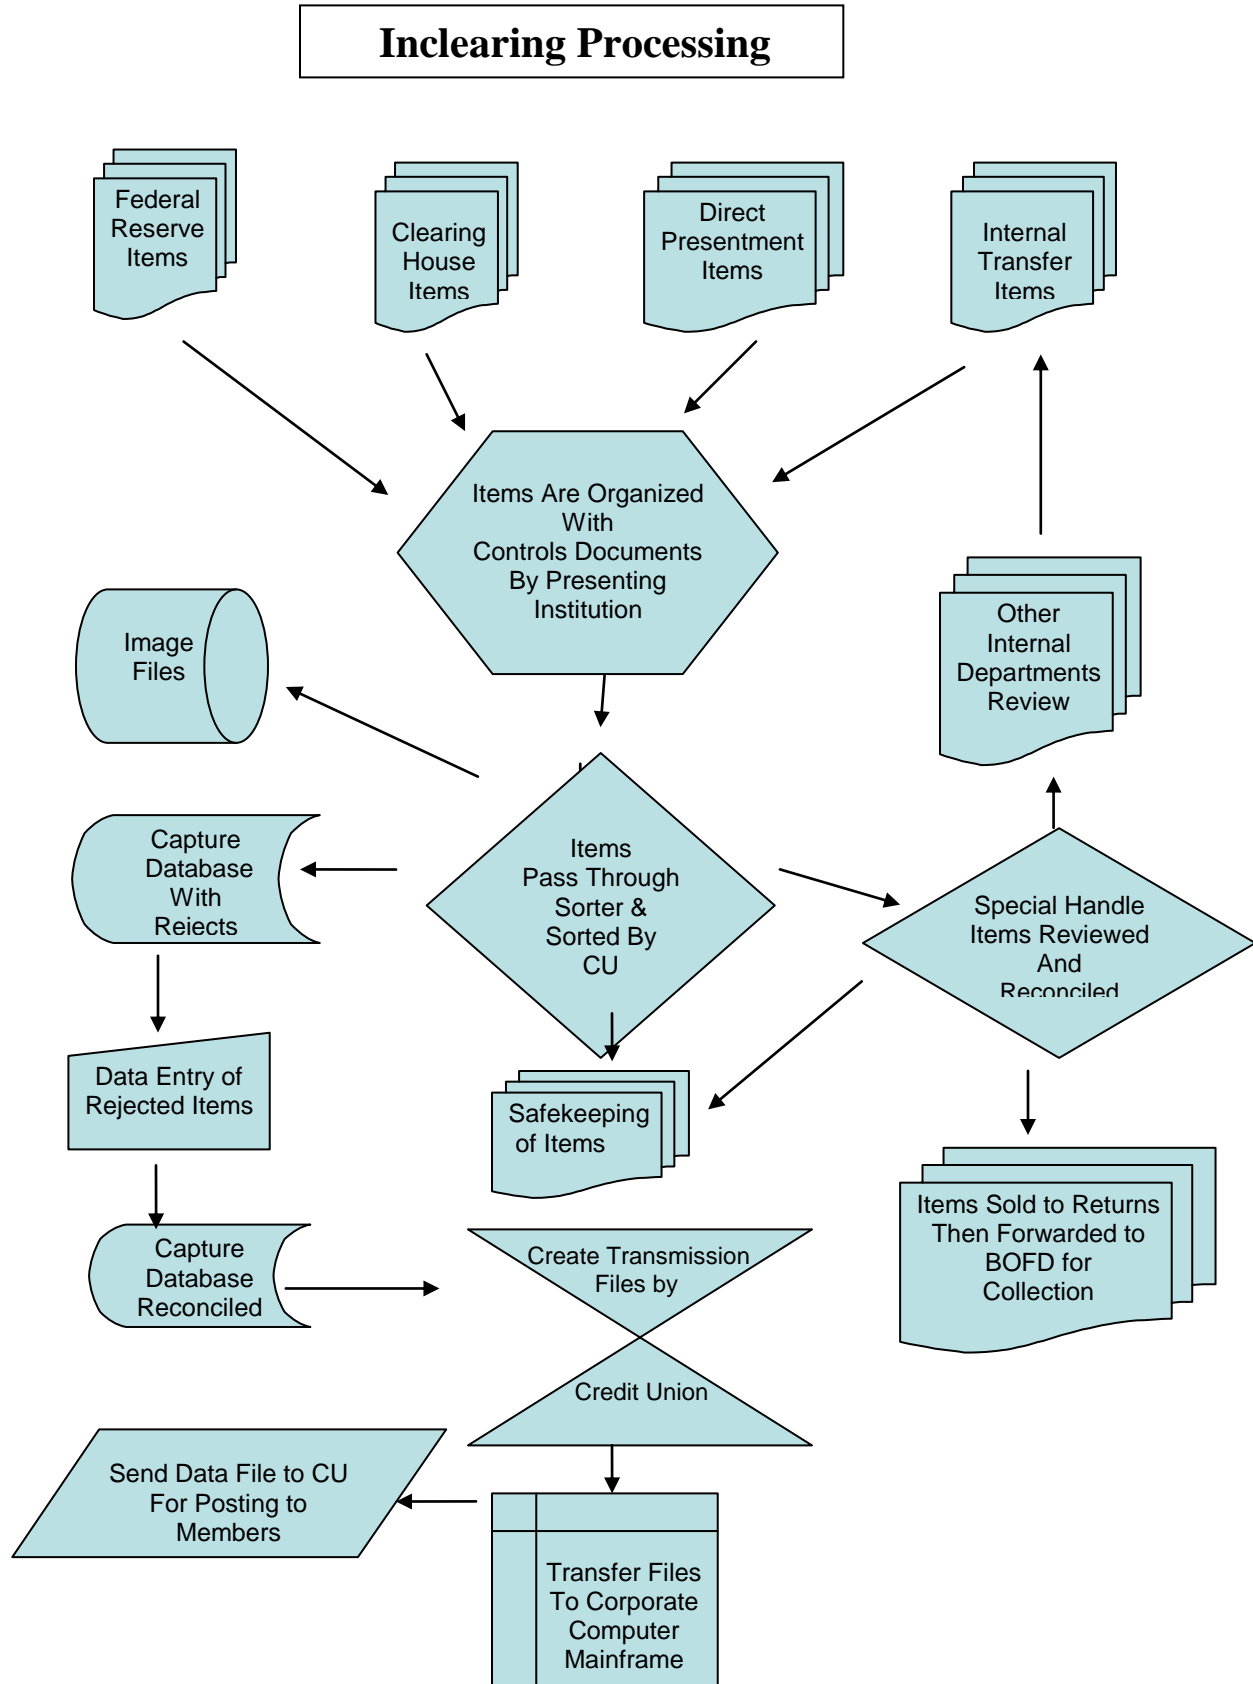 Inclearing Processing
Federal
Reserve
Items
Clearing
House
Items
Direct
Presentment
Items
Internal
Transfer
Items
Items Are Organized
With
Controls Documents
By Presenting
Institution
Image
Files
Other
Internal
Departments
Review
Capture
Database
With
Rejects
Items
Pass Through
Sorter &
Sorted By
CU
Special Handle
Items Reviewed
And
Reconciled
Data Entry of
Rejected Items
Safekeeping
of Items
Items Sold to Returns
Then Forwarded to
BOFD for
Collection
Capture
Database
Reconciled
Create Transmission
Files by
Credit Union
Send Data File to CU
For Posting to
Members
Transfer Files
To Corporate
Computer
Mainframe